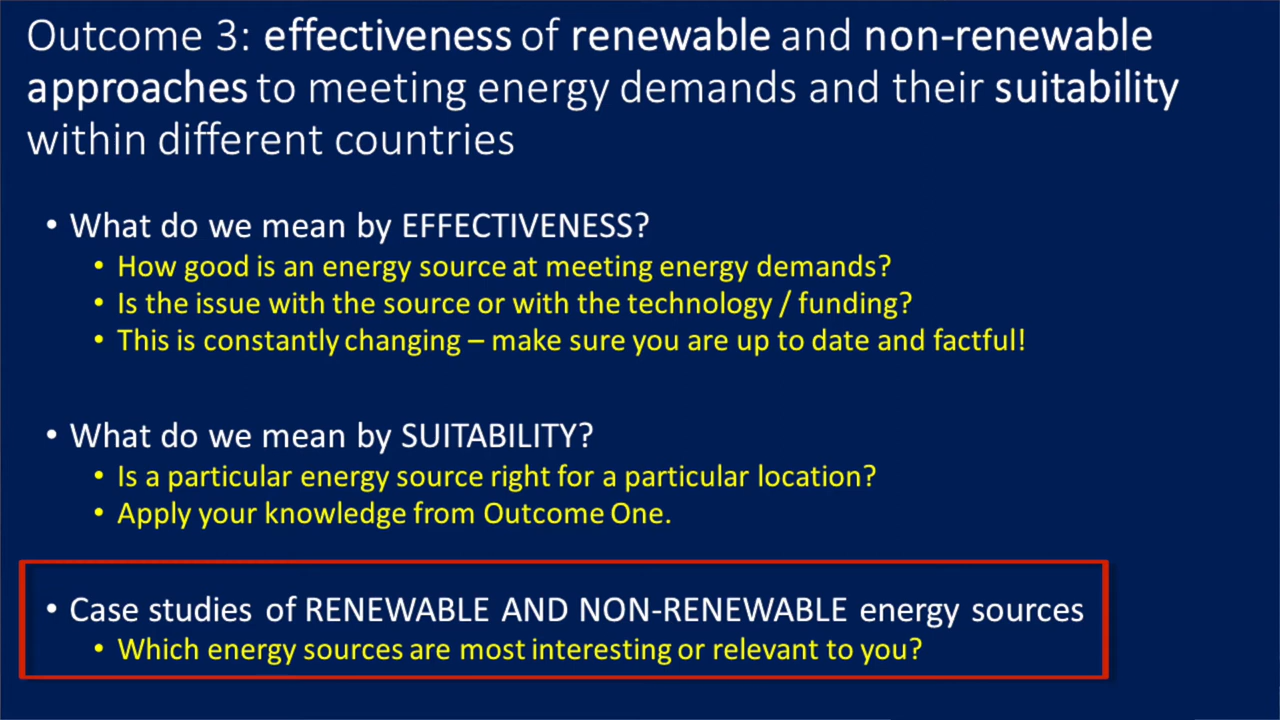 Outcome 3: effectiveness of renewable and non-renewable
approaches to meeting energy demands and their suitability
within different countries
• What do we mean by EFFECTIVENESS?
• How good is an energy source at meeting energy demands?
• Is the issue with the source or with the technology / funding?
• This is constantly changing – make sure you are up to date and factful!
• What do we mean by SUITABILITY?
• Is a particular energy source right for a particular location?
• Apply your knowledge from Outcome One.
• Case studies of RENEWABLE AND NON-RENEWABLE energy sources
• Which energy sources are most interesting or relevant to you?